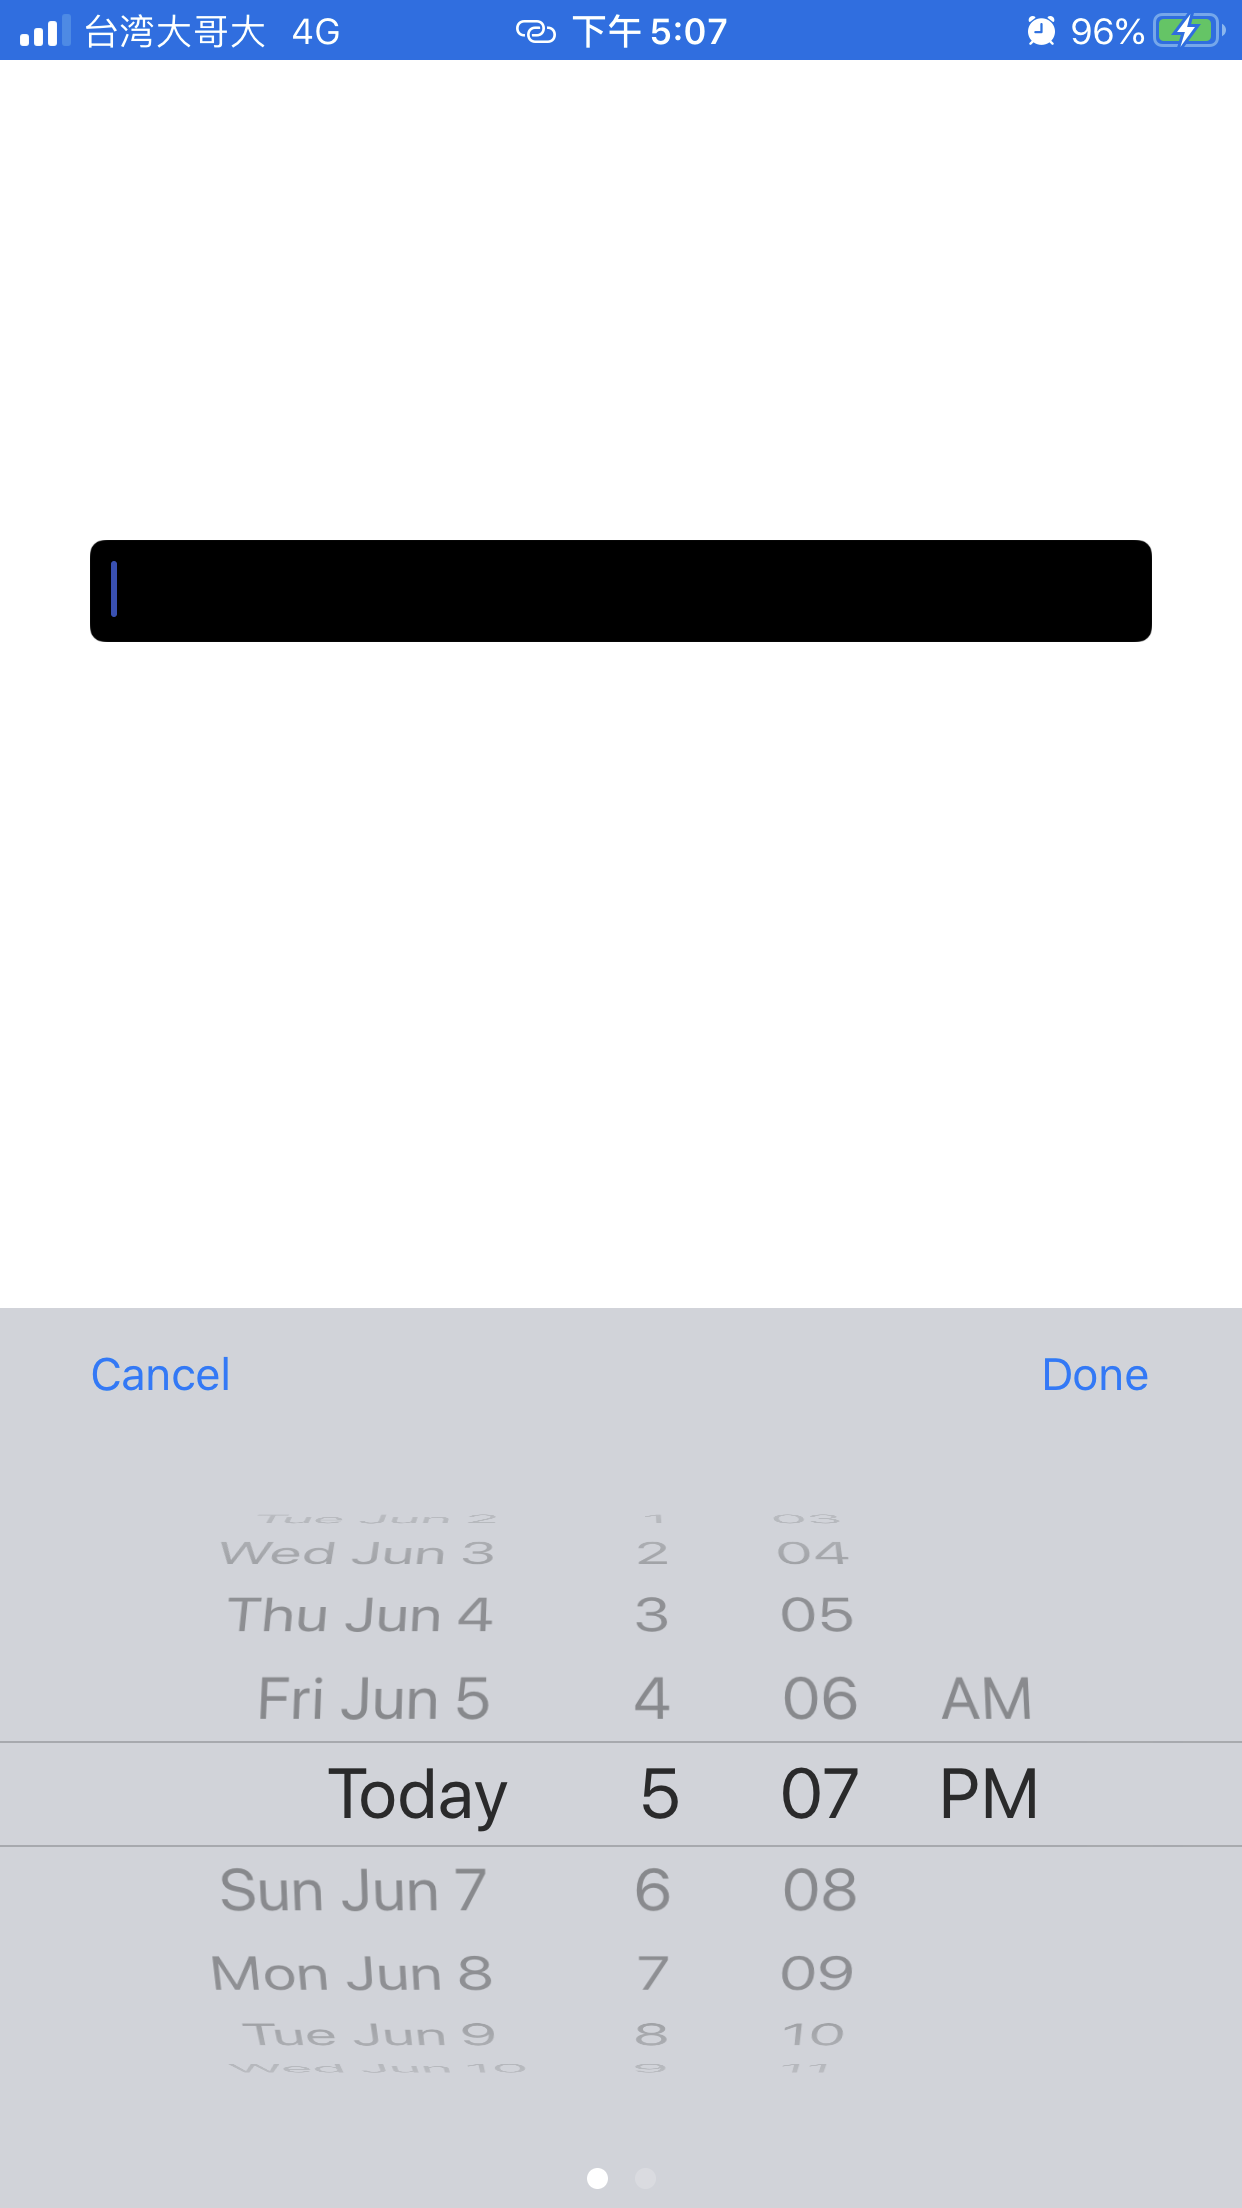 台湾大哥大 4G 下午 5:07 96%
Cancel Done
Tue Jun 2 1 03
Wed Jun 3 2 04
Thu Jun 4 3 05
Fri Jun 5 4 06 AM
Today 5 07 PM
Sun Jun 7 6 08
Mon Jun 8 7 09
Tue Jun 9 8 10
Wed Jun 10 9 11